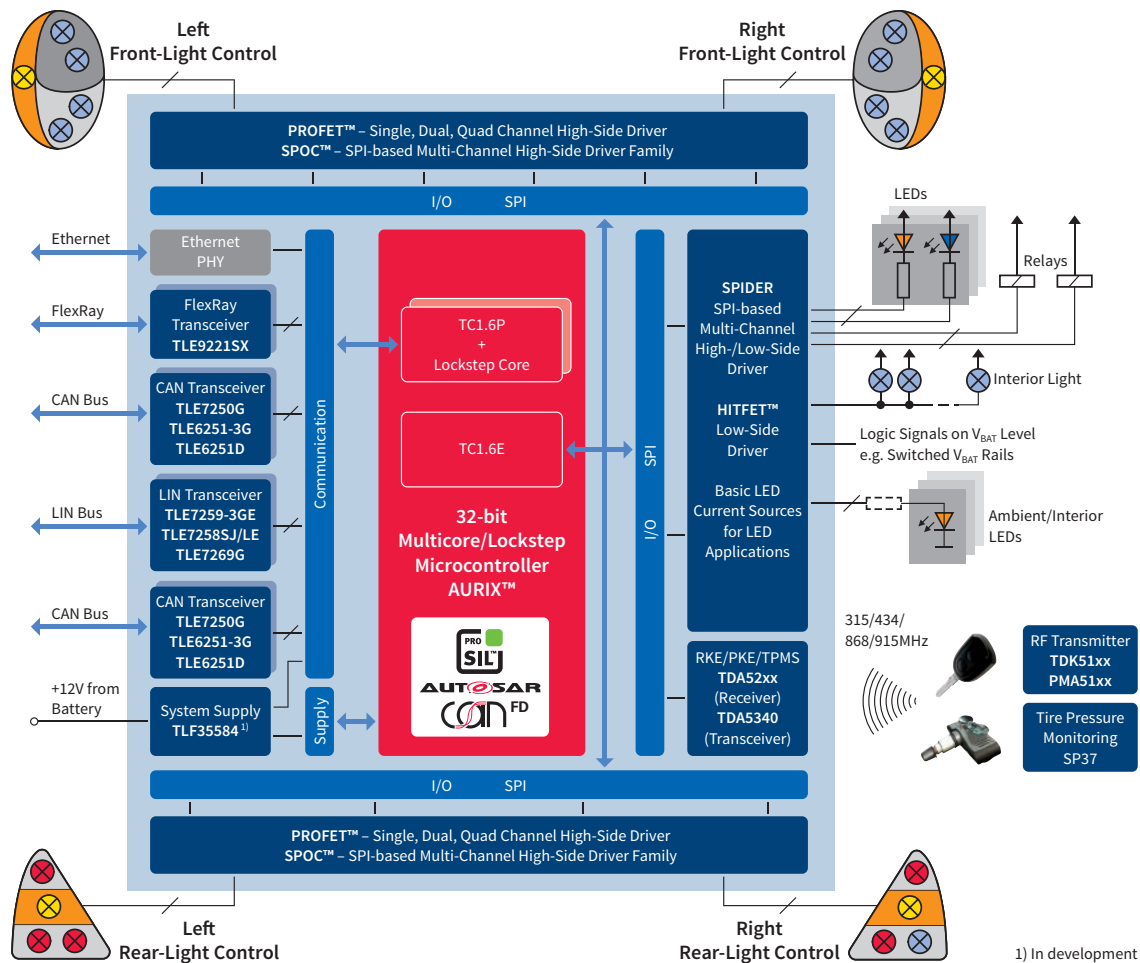 Left
Front-Light Control
Right
Front-Light Control
PROFET™ – Single, Dual, Quad Channel High-Side Driver
SPOC™ – SPI-based Multi-Channel High-Side Driver Family
I/O SPI
Ethernet
Ethernet
PHY
FlexRay
FlexRay
Transceiver
TLE9221SX
CAN Bus
CAN Transceiver
TLE7250G
TLE6251-3G
TLE6251D
LIN Bus
LIN Transceiver
TLE7259-3GE
TLE7258SJ/LE
TLE7269G
CAN Bus
CAN Transceiver
TLE7250G
TLE6251-3G
TLE6251D
+12V from
Battery
System Supply
TLF35584 1)
Communication
Supply
TC1.6P
+
Lockstep Core
TC1.6E
32-bit
Multicore/Lockstep
Microcontroller
AURIX™
PRO
SIL™
AUTOSAR
CAN FD
I/O SPI
SPIDER
SPI-based
Multi-Channel
High-/Low-Side
Driver
HITFET™
Low-Side
Driver
Basic LED
Current Sources
for LED
Applications
RKE/PKE/TPMS
TDA52xx
(Receiver)
TDA5340
(Transceiver)
LEDs
Relays
Interior Light
Logic Signals on VBAT Level
e.g. Switched VBAT Rails
Ambient/Interior
LEDs
315/434/
868/915MHz
RF Transmitter
TDK51xx
PMA51xx
Tire Pressure
Monitoring
SP37
I/O SPI
PROFET™ – Single, Dual, Quad Channel High-Side Driver
SPOC™ – SPI-based Multi-Channel High-Side Driver Family
Left
Rear-Light Control
Right
Rear-Light Control
1) In development